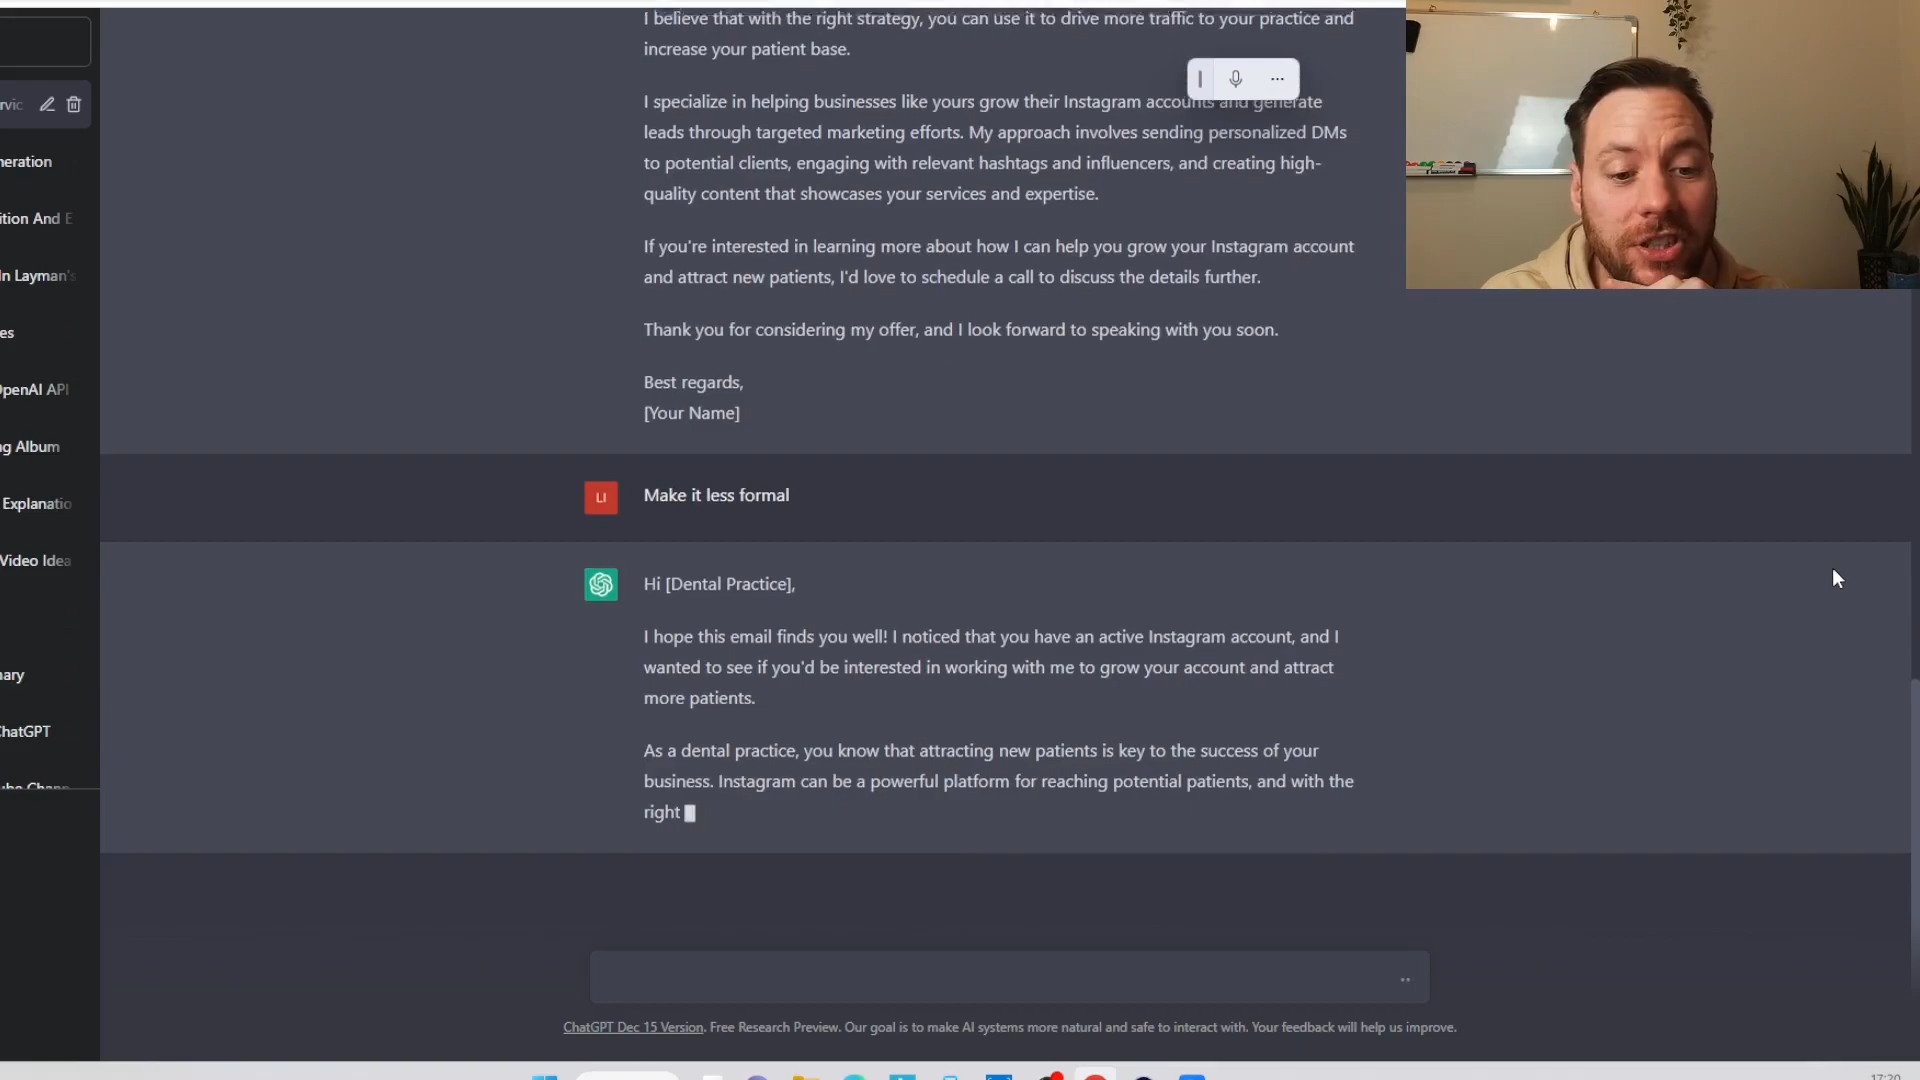 I believe that with the right strategy, you can use it to drive more traffic to your practice and
increase your patient base.
I specialize in helping businesses like yours grow their Instagram accounts and generate
leads through targeted marketing efforts. My approach involves sending personalized DMs
to potential clients, engaging with relevant hashtags and influencers, and creating high-
quality content that showcases your services and expertise.
If you're interested in learning more about how I can help you grow your Instagram account
and attract new patients, I'd love to schedule a call to discuss the details further.
Thank you for considering my offer, and I look forward to speaking with you soon.
Best regards,
[Your Name]
LI
Make it less formal
Hi [Dental Practice],
I hope this email finds you well! I noticed that you have an active Instagram account, and I
wanted to see if you'd be interested in working with me to grow your account and attract
more patients.
As a dental practice, you know that attracting new patients is key to the success of your
business. Instagram can be a powerful platform for reaching potential patients, and with the
right
ChatGPT Dec 15 Version. Free Research Preview. Our goal is to make AI systems more natural and safe to interact with. Your feedback will help us improve.
rvic
neration
ition And E
In Layman's
es
OpenAI API
ng Album
Explanatio
Video Idea
ary
ChatGPT
17:20